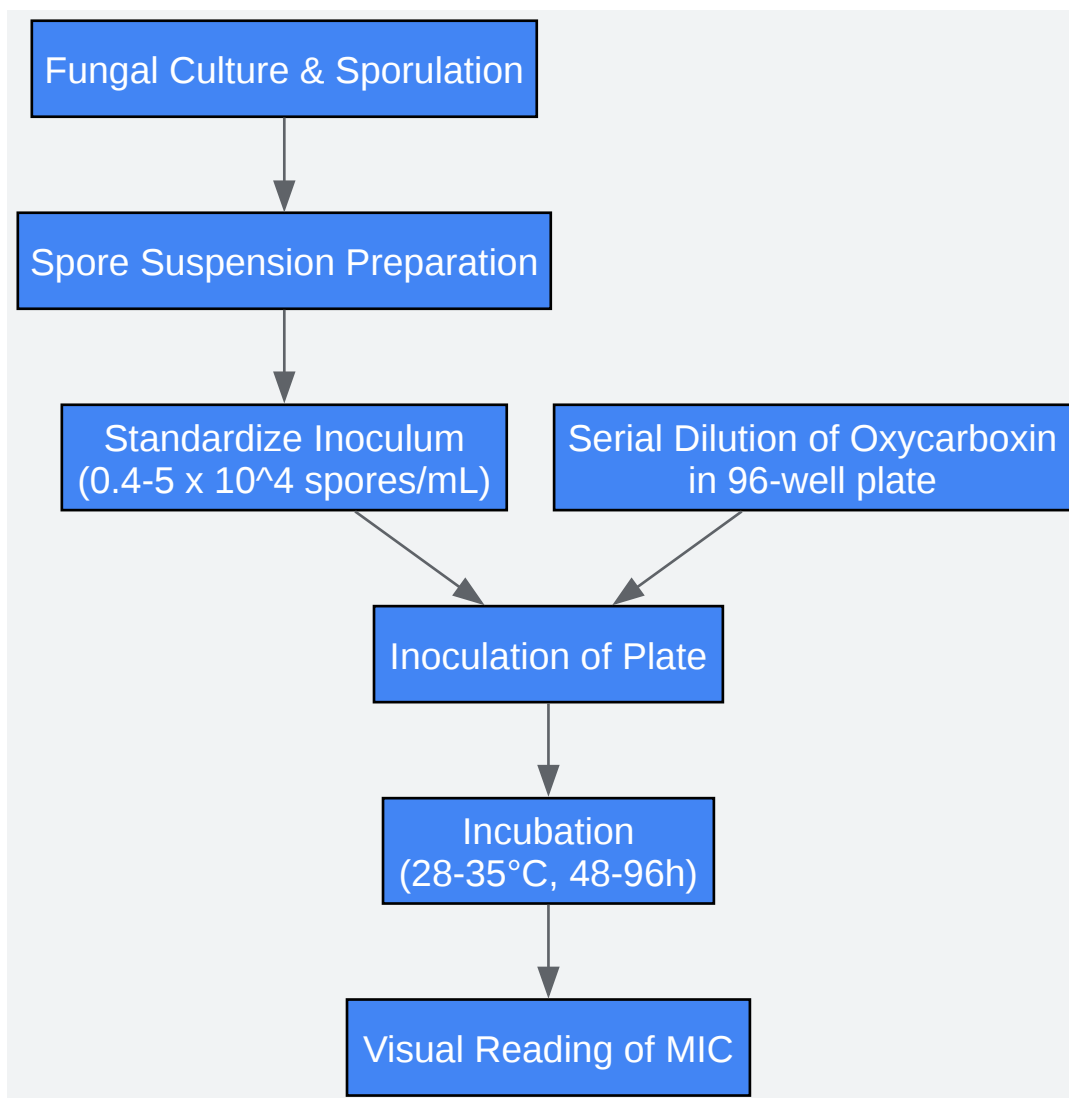 Fungal Culture & Sporulation
Spore Suspension Preparation
Standardize Inoculum
(0.4-5 x 10^4 spores/mL)
Serial Dilution of Oxycarboxin
in 96-well plate
Inoculation of Plate
Incubation
(28-35°C, 48-96h)
Visual Reading of MIC